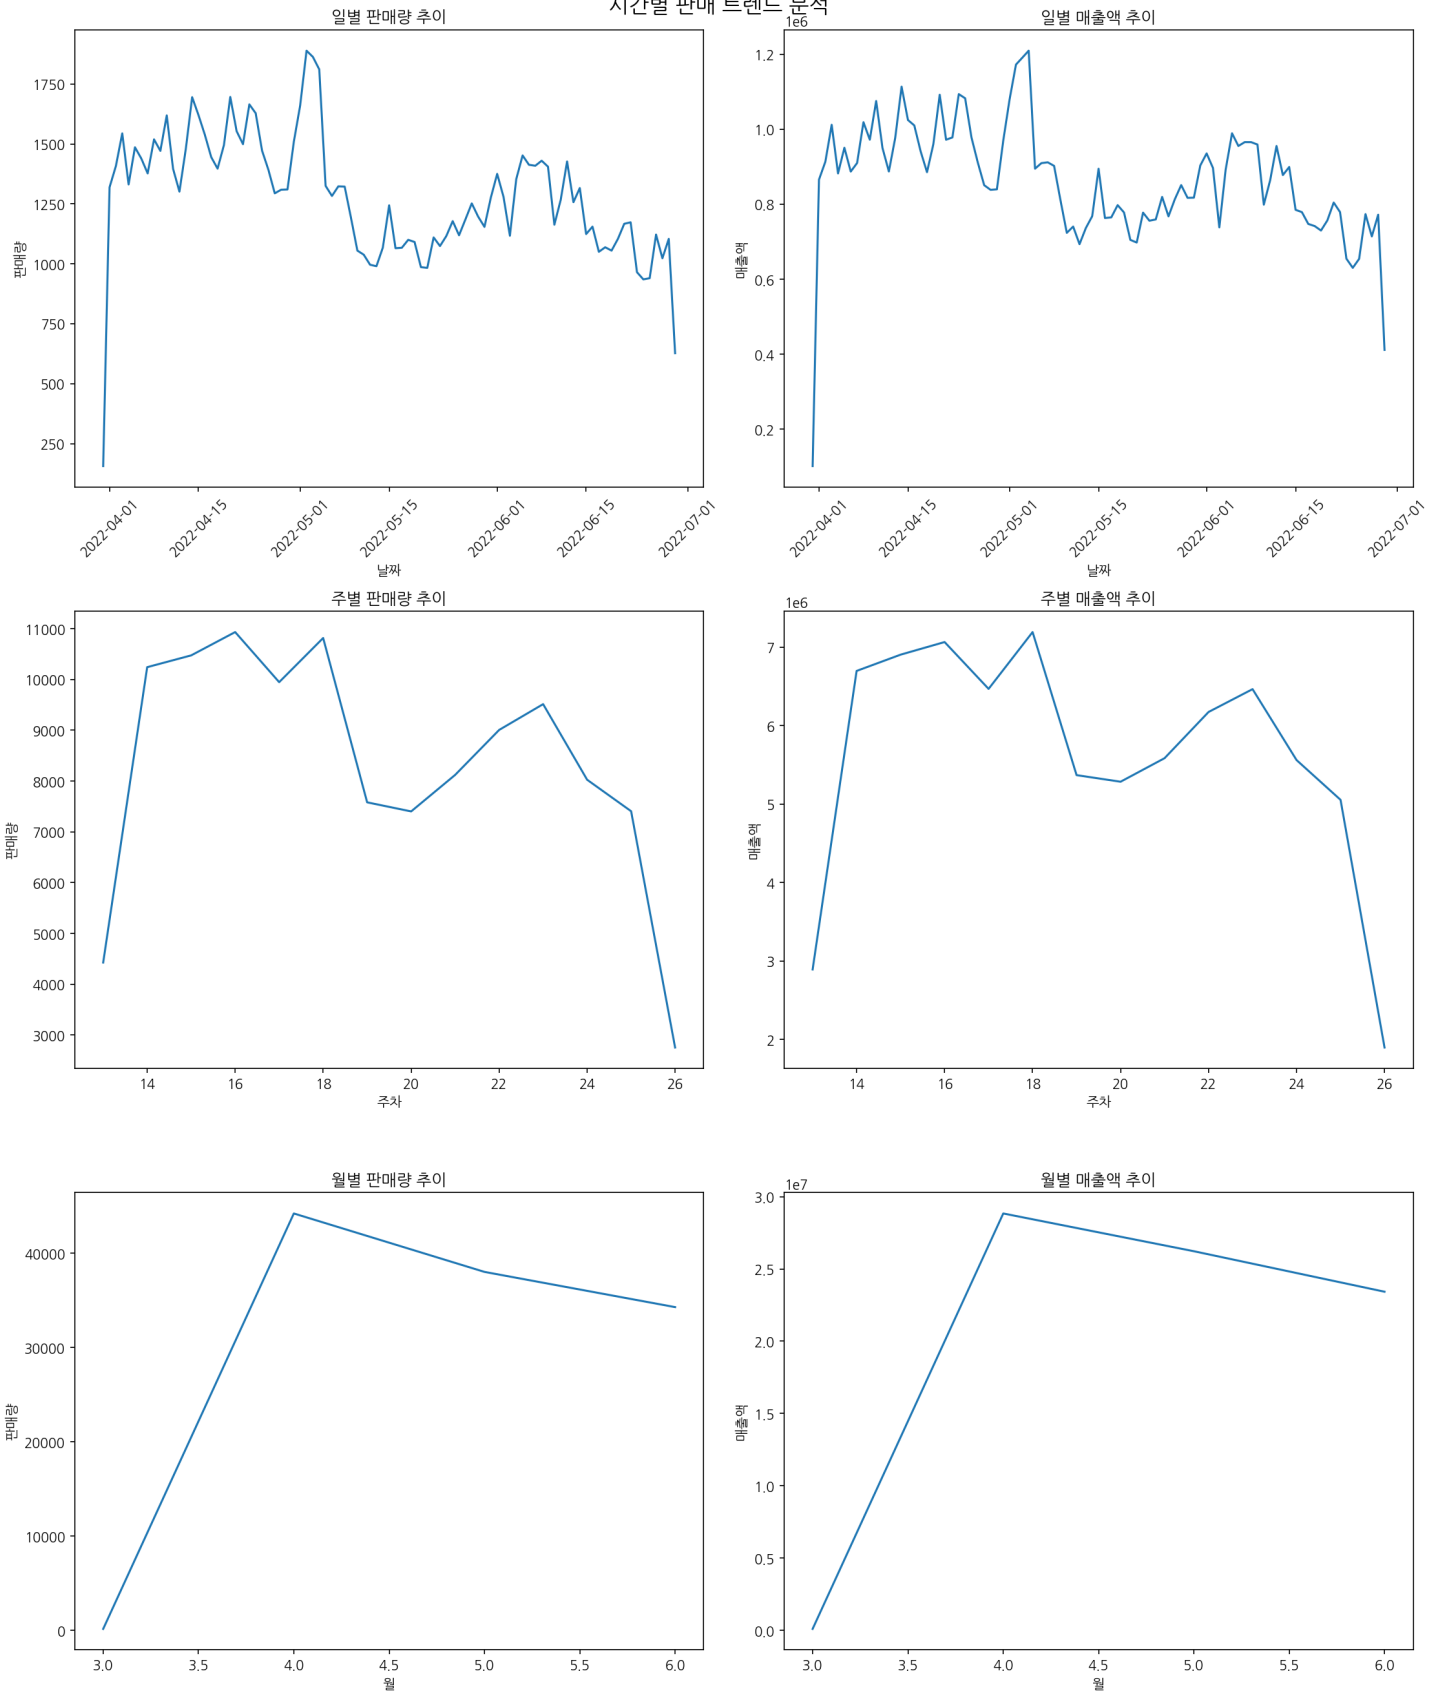 시간별 판매 트렌드 분석
일별 판매량 추이
판매량
1750
1500
1250
1000
750
500
250
2022-04-01
2022-04-15
2022-05-01
2022-05-15
2022-06-01
2022-06-15
2022-07-01
날짜
일별 매출액 추이
1e6
매출액
1.2
1.0
0.8
0.6
0.4
0.2
2022-04-01
2022-04-15
2022-05-01
2022-05-15
2022-06-01
2022-06-15
2022-07-01
날짜
주별 판매량 추이
판매량
11000
10000
9000
8000
7000
6000
5000
4000
3000
14 16 18 20 22 24 26
주차
주별 매출액 추이
1e6
매출액
7
6
5
4
3
2
14 16 18 20 22 24 26
주차
월별 판매량 추이
판매량
40000
30000
20000
10000
0
3.0 3.5 4.0 4.5 5.0 5.5 6.0
월
월별 매출액 추이
1e7
매출액
3.0
2.5
2.0
1.5
1.0
0.5
0.0
3.0 3.5 4.0 4.5 5.0 5.5 6.0
월